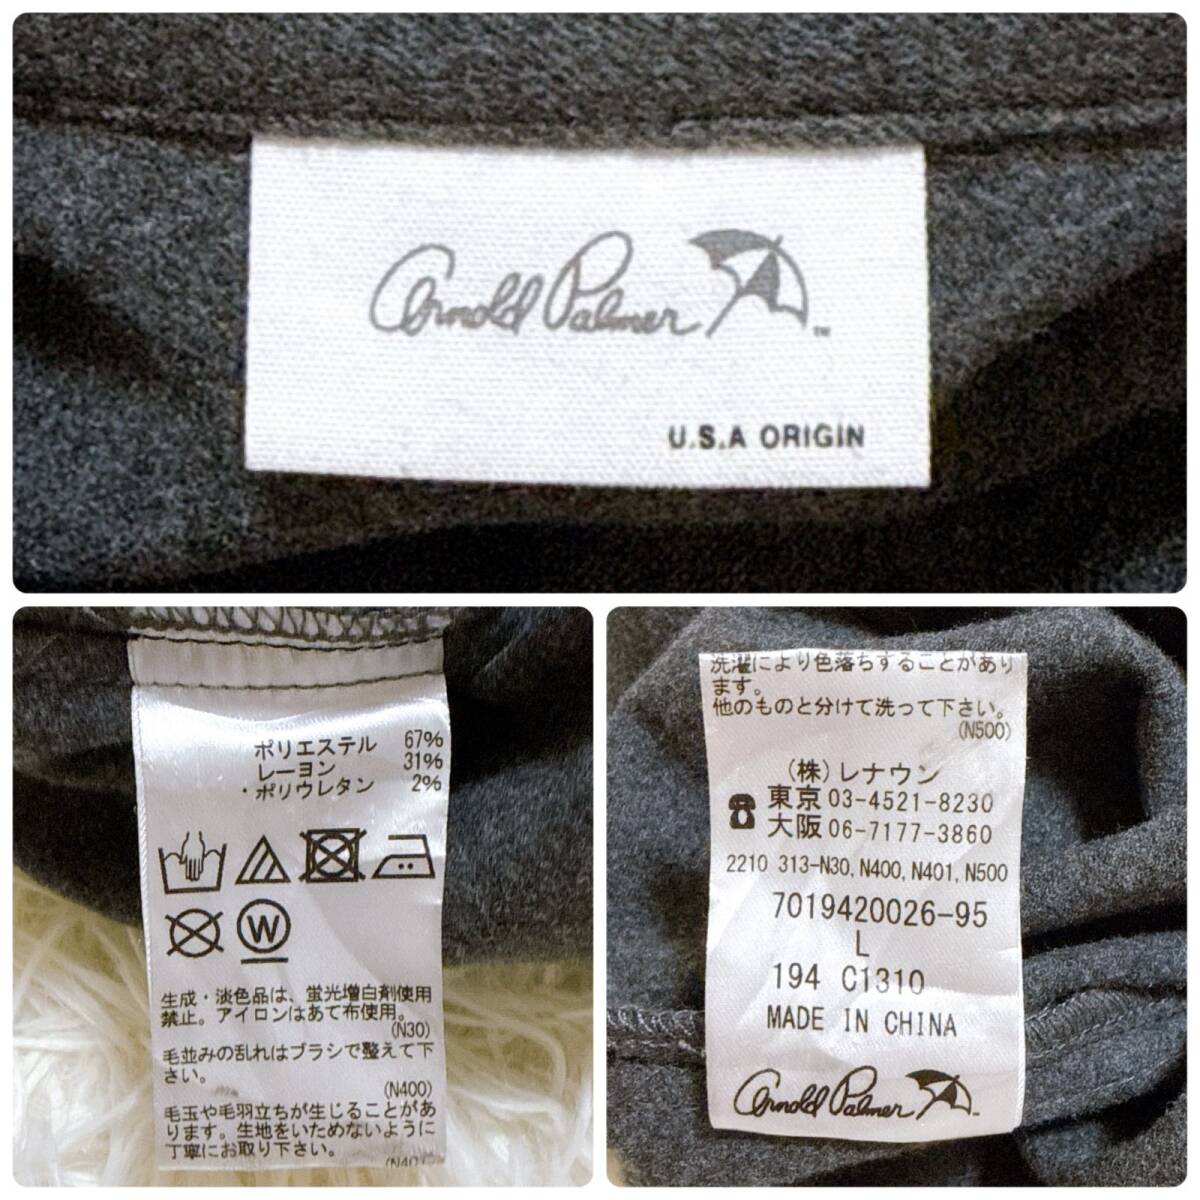 Arnold Palmer
TM
U.S.A ORIGIN
ポリエステル 67%
レーヨン 31%
・ポリウレタン 2%
W
生成・淡色品は、蛍光増白剤使用
禁止。アイロンはあて布使用。
(N30)
毛並みの乱れはブラシで整えて下
さい。
(N400)
毛玉や毛羽立ちが生じることがあ
ります。生地をいためないように
丁寧にお取り下さい。
洗濯により色落ちすることがあり
ます。
他のものと分けて洗って下さい。
(N500)
(株)レナウン
東京 03-4521-8230
大阪 06-7177-3860
2210 313-N30, N400, N401, N500
7019420026-95
L
194 C1310
MADE IN CHINA
Arnold Palmer